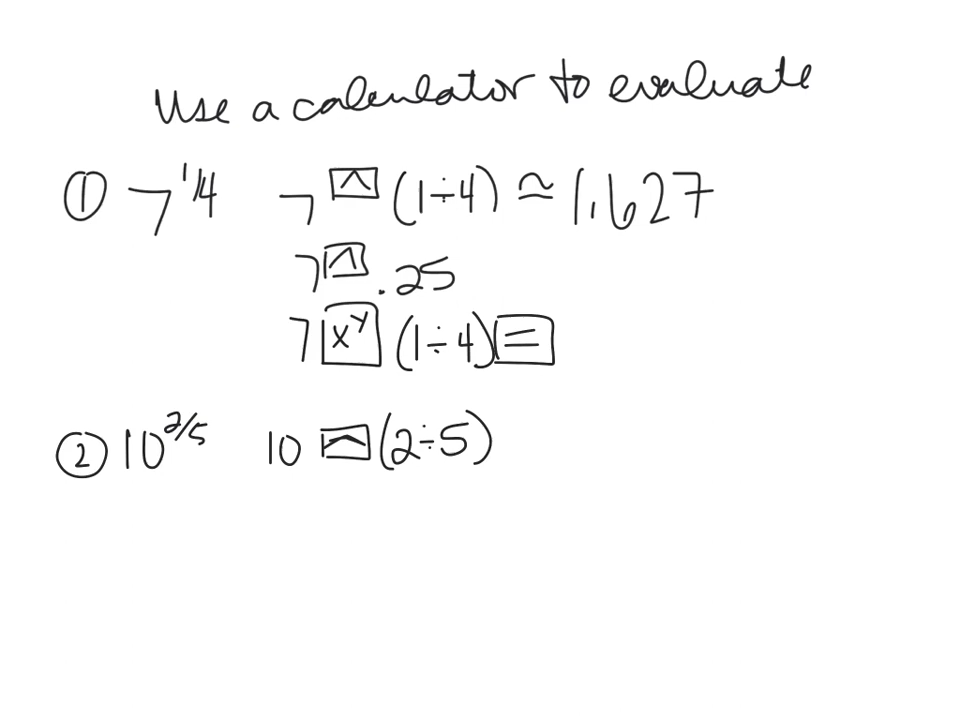 Use a calculator to evaluate
① 7^1/4 7 ^ (1÷4) ≃ 1.627
7 ^ .25
7 x^y (1÷4) =
② 10^2/5 10 ^ (2÷5)